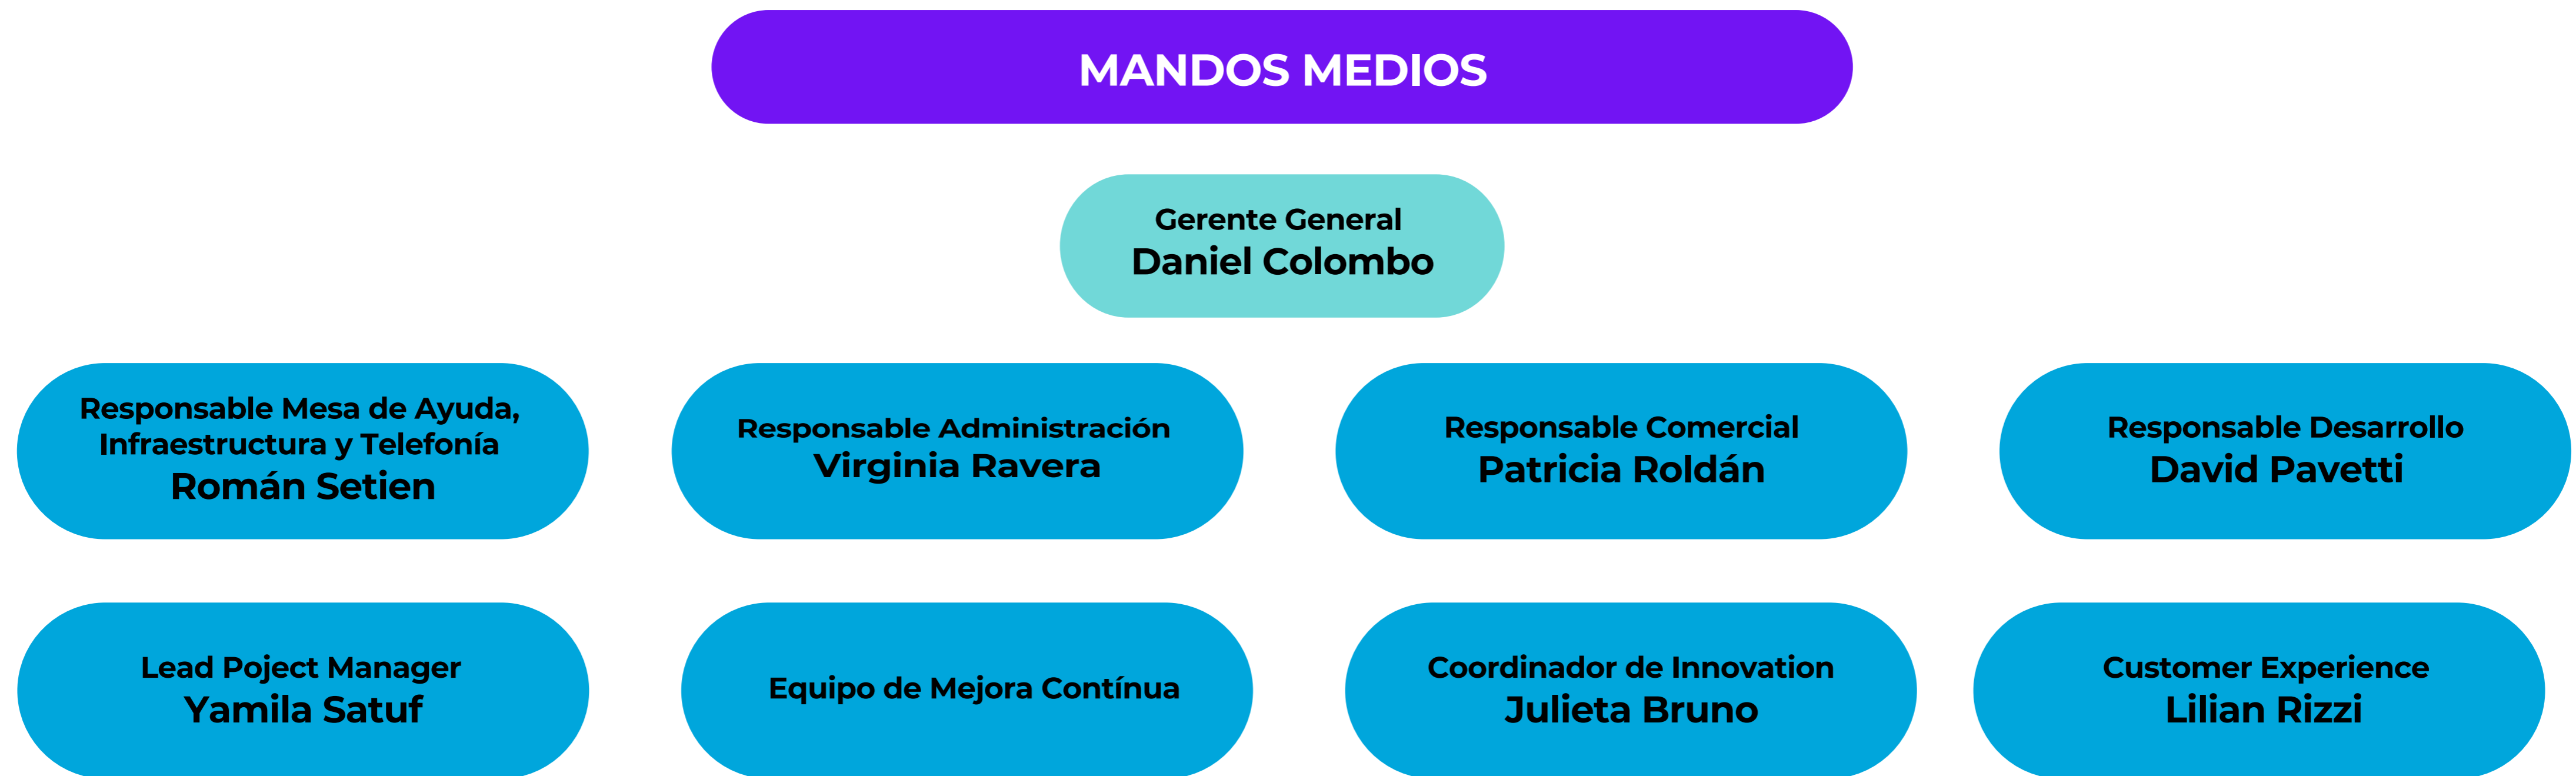 MANDOS MEDIOS
Gerente General
Daniel Colombo
Responsable Mesa de Ayuda,
Infraestructura y Telefonía
Román Setien
Responsable Administración
Virginia Ravera
Responsable Comercial
Patricia Roldán
Responsable Desarrollo
David Pavetti
Lead Poject Manager
Yamila Satuf
Equipo de Mejora Contínua
Coordinador de Innovation
Julieta Bruno
Customer Experience
Lilian Rizzi